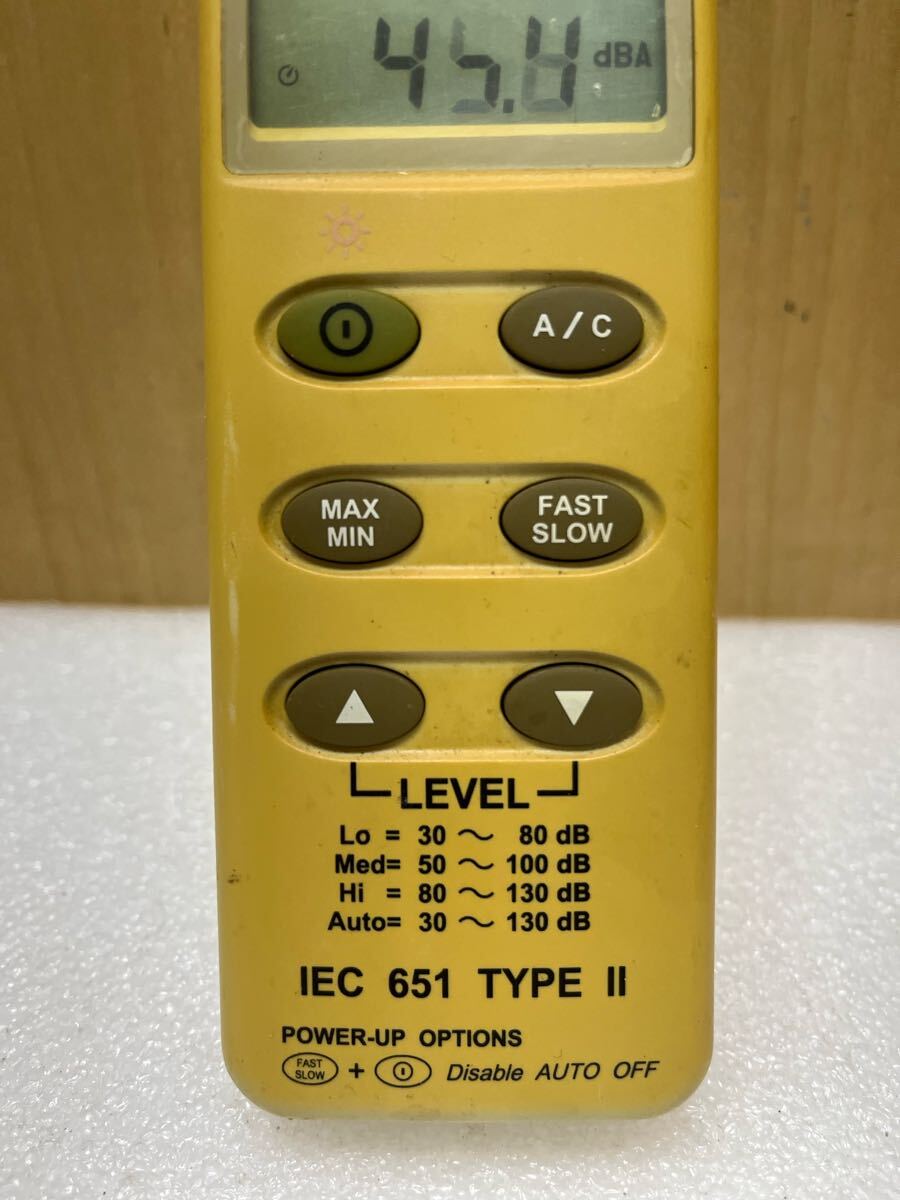 45.8 dBA
A/C
MAX
MIN
FAST
SLOW
LEVEL
Lo = 30 ~ 80 dB
Med= 50 ~ 100 dB
Hi = 80 ~ 130 dB
Auto= 30 ~ 130 dB
IEC 651 TYPE II
POWER-UP OPTIONS
FAST
SLOW
+ Disable AUTO OFF